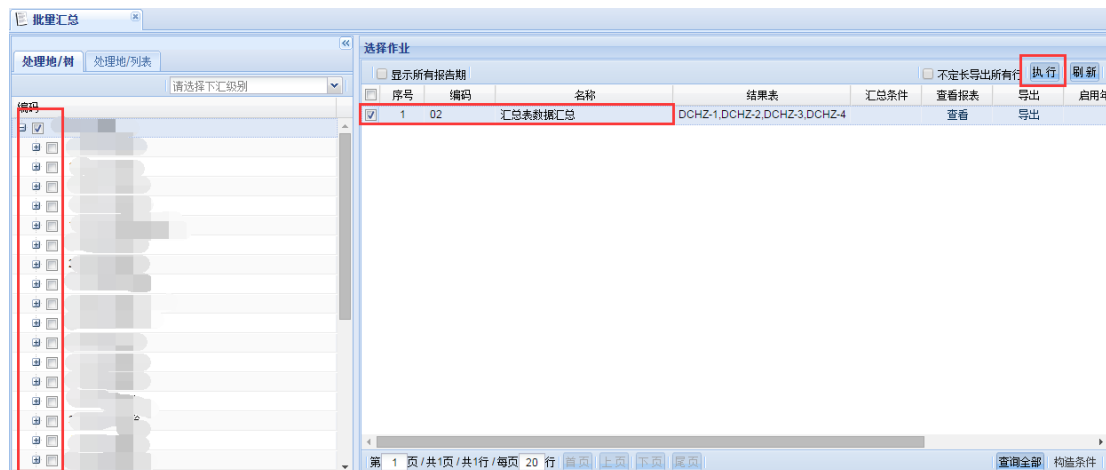 批量汇总
处理地/树 处理地/列表
请选择下汇级别
编码
选择作业
显示所有报告期 不定长导出所有行 执行 刷新
序号 编码 名称 结果表 汇总条件 查看报表 导出 启用年
1 02 汇总表数据汇总 DCHZ-1,DCHZ-2,DCHZ-3,DCHZ-4 查看 导出
第 1 页/共1页/共1行/每页 20 行 首页 上页 下页 尾页 查询全部 构造条件